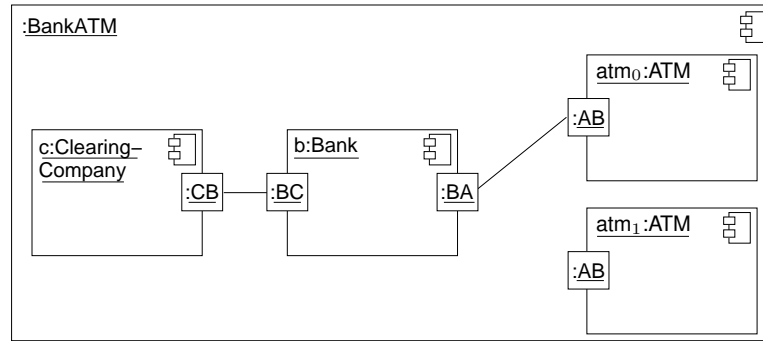 :BankATM
atm₀:ATM
:AB
c:Clearing–
Company
b:Bank
:CB
:BC
:BA
atm₁:ATM
:AB